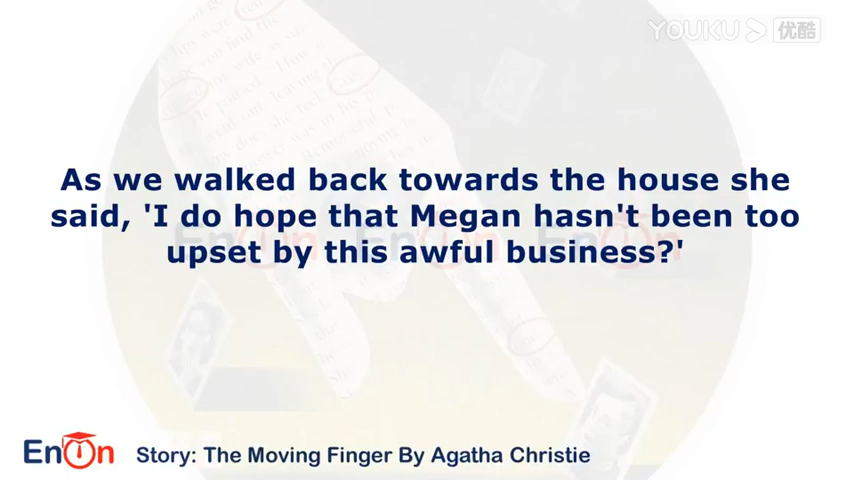 YOUKU 优酷
As we walked back towards the house she
said, 'I do hope that Megan hasn't been too
upset by this awful business?'
EnOn Story: The Moving Finger By Agatha Christie